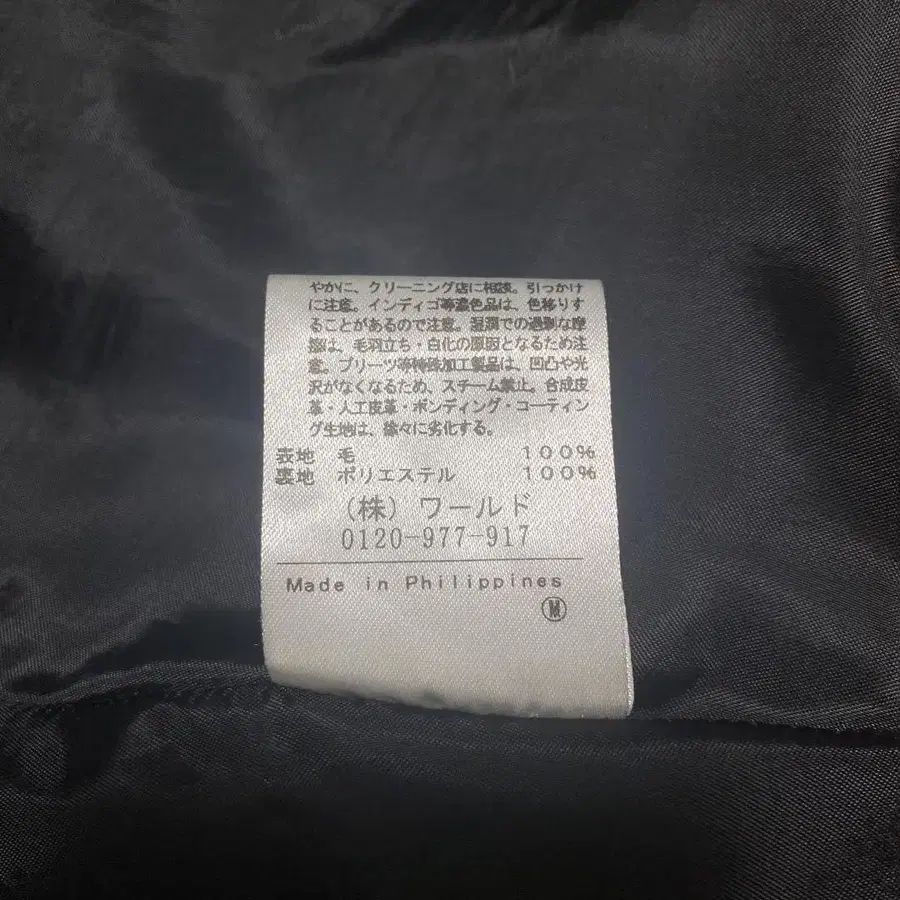 やかに、クリーニング店に相談。引っかけ
に注意。インディゴ等濃色品は、色移りす
ることがあるので注意。湿潤での過剰な摩
擦は、毛羽立ち・白化の原因となるため注
意。プリーツ等特殊加工製品は、凹凸や光
沢がなくなるため、スチーム禁止。合成皮
革・人工皮革・ボンディング・コーティン
グ生地は、徐々に劣化する。
表地 毛 100%
裏地 ポリエステル 100%
(株)ワールド
0120-977-917
Made in Philippines
Ⓜ